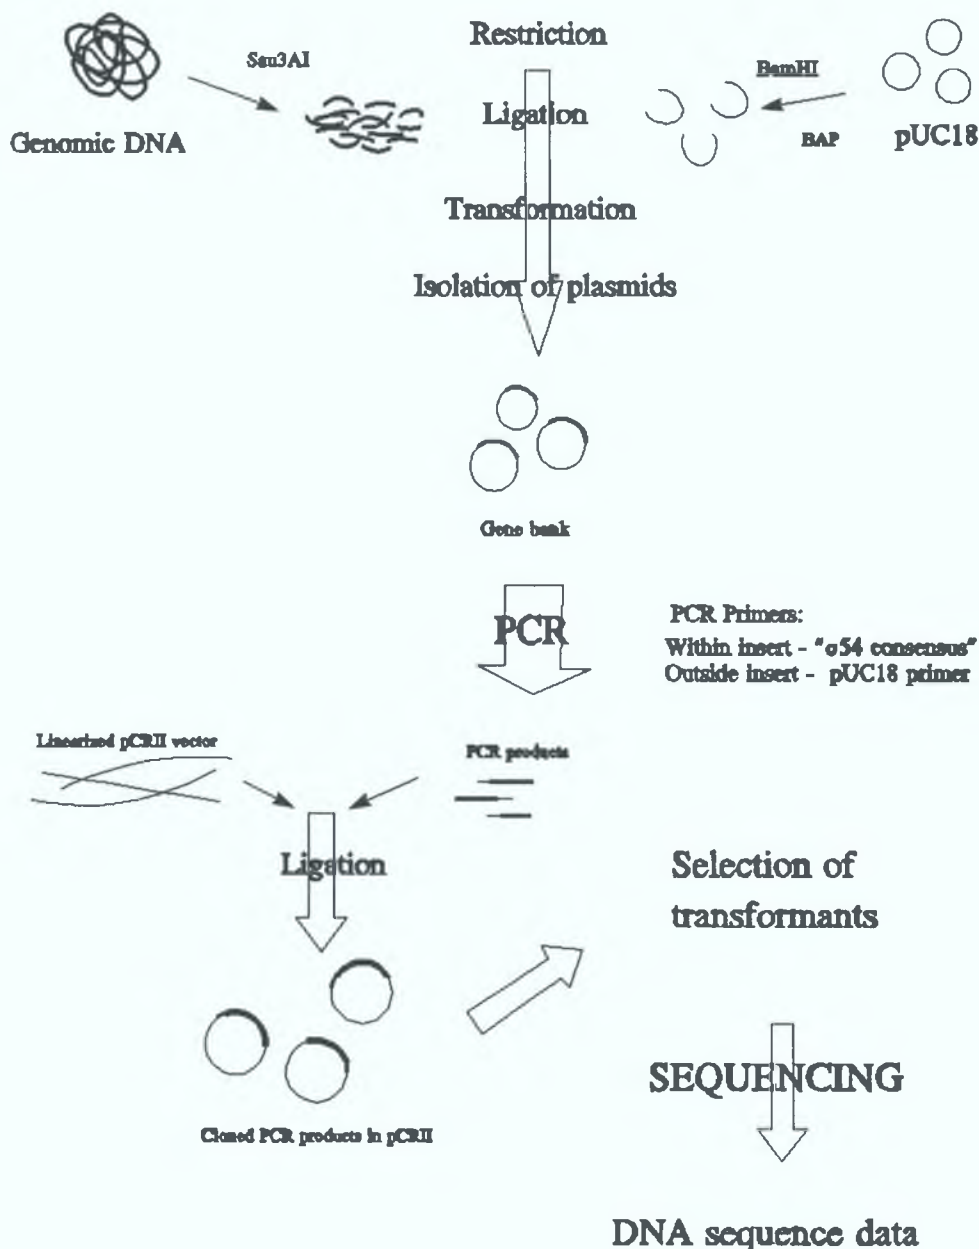 Restriction
Sau3AI
BamHI
Ligation
Genomic DNA
BAP
pUC18
Transformation
Isolation of plasmids
Gene bank
PCR
PCR Primers:
Within insert - "σ54 consensus"
Outside insert - pUC18 primer
Linearized pCRII vector
PCR products
Ligation
Selection of
transformants
Cloned PCR products in pCRII
SEQUENCING
DNA sequence data